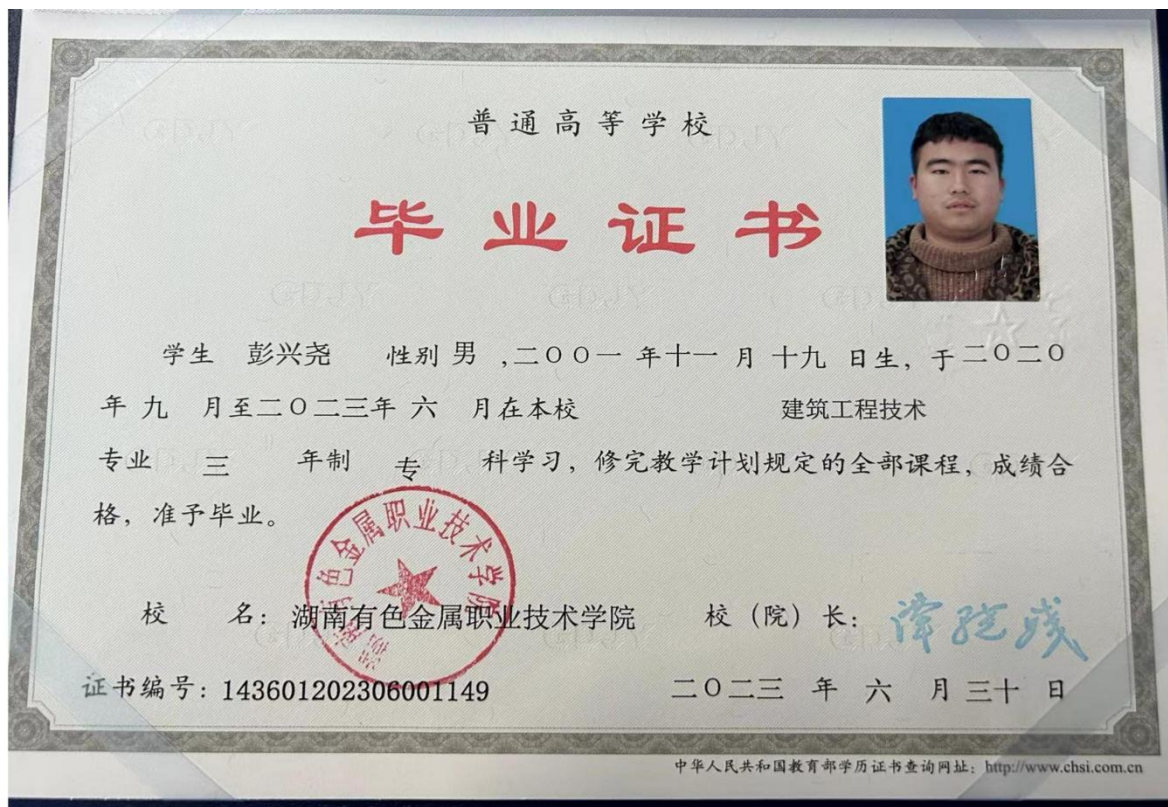 普通高等学校
毕业证书
学生 彭兴尧 性别 男 ,二〇〇一 年十一 月 十九 日生，于二〇二〇
年 九 月至二〇二三年 六 月在本校 建筑工程技术
专业 三 年制 专 科学习，修完教学计划规定的全部课程，成绩合
格，准予毕业。
湖南有色金属职业技术学院
校 名：湖南有色金属职业技术学院 校（院）长：
证书编号：143601202306001149 二〇二三 年 六 月 三十 日
中华人民共和国教育部学历证书查询网址：http://www.chsi.com.cn